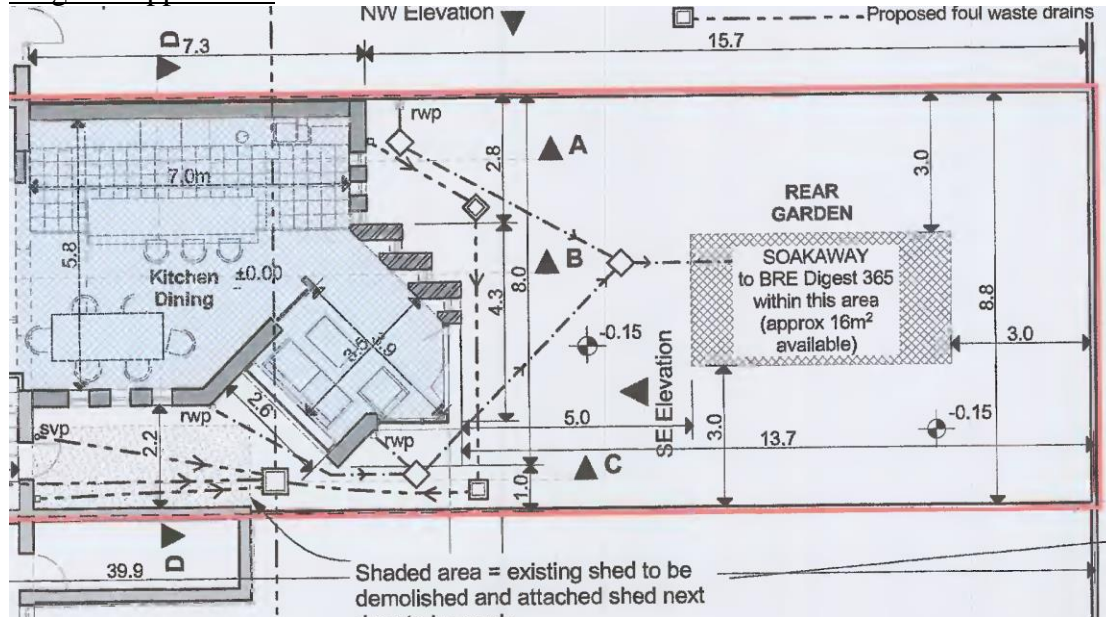 NW Elevation
Proposed foul waste drains
D
7.3
15.7
rwp
A
2.8
3.0
7.0m
REAR
GARDEN
5.8
B
SOAKAWAY
to BRE Digest 365
within this area
(approx 16m²
available)
Kitchen
Dining
±0.00
4.3
8.0
8.8
-0.15
3.0
3.5
2.6
SE Elevation
rwp
svp
2.2
rwp
5.0
3.0
13.7
-0.15
C
1.0
D
39.9
Shaded area = existing shed to be
demolished and attached shed next